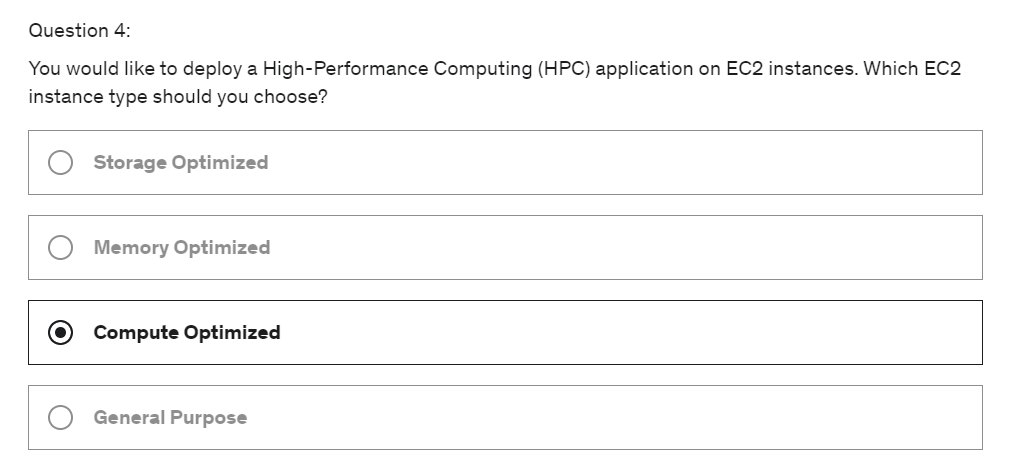 Question 4:
You would like to deploy a High-Performance Computing (HPC) application on EC2 instances. Which EC2
instance type should you choose?
Storage Optimized
Memory Optimized
Compute Optimized
General Purpose